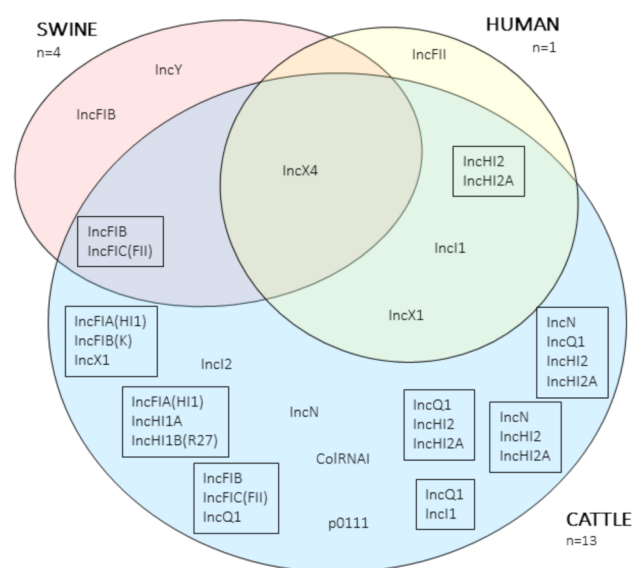 SWINE
n=4
HUMAN
n=1
IncY
IncFII
IncFIB
IncX4
IncHI2
IncHI2A
IncFIB
IncFIC(FII)
IncI1
IncX1
IncFIA(HI1)
IncFIB(K)
IncX1
IncN
IncQ1
IncHI2
IncHI2A
IncI2
IncFIA(HI1)
IncHI1A
IncHI1B(R27)
IncN
IncQ1
IncHI2
IncHI2A
IncN
IncHI2
IncHI2A
ColRNAI
IncFIB
IncFIC(FII)
IncQ1
IncQ1
IncI1
p0111
CATTLE
n=13